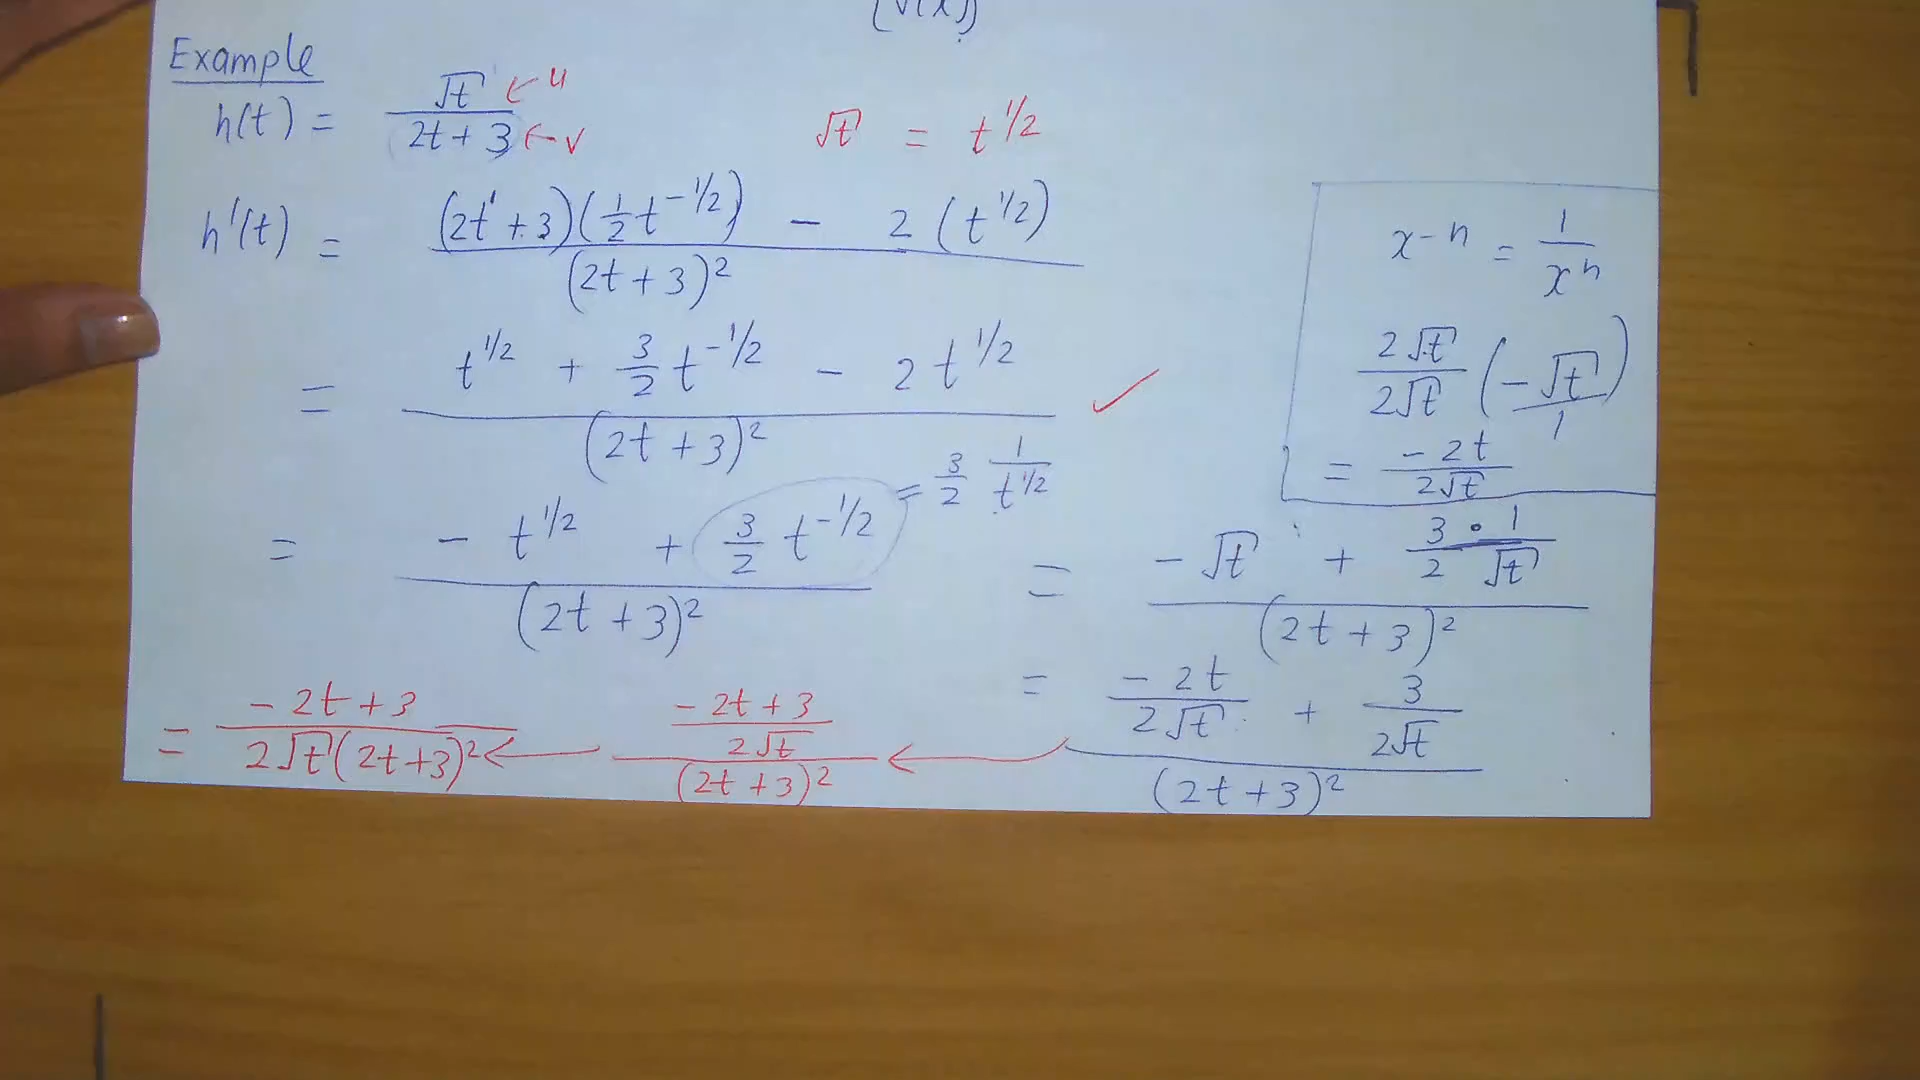 [v(x)]
Example
h(t) = √t / 2t + 3 ← u ← v
√t = t^1/2
h'(t) = (2t' + 3)(1/2 t^-1/2) - 2 (t^1/2) / (2t + 3)^2
= t^1/2 + 3/2 t^-1/2 - 2 t^1/2 / (2t + 3)^2 ✓
= - t^1/2 + 3/2 t^-1/2 / (2t + 3)^2
= 3/2 1/t^1/2
x^-n = 1/x^n
2√t / 2√t (-√t / 1)
= -2t / 2√t
= -√t + 3/2 · 1/√t / (2t + 3)^2
= -2t / 2√t + 3 / 2√t / (2t + 3)^2
← -2t + 3 / 2√t / (2t + 3)^2
= -2t + 3 / 2√t (2t + 3)^2 ←